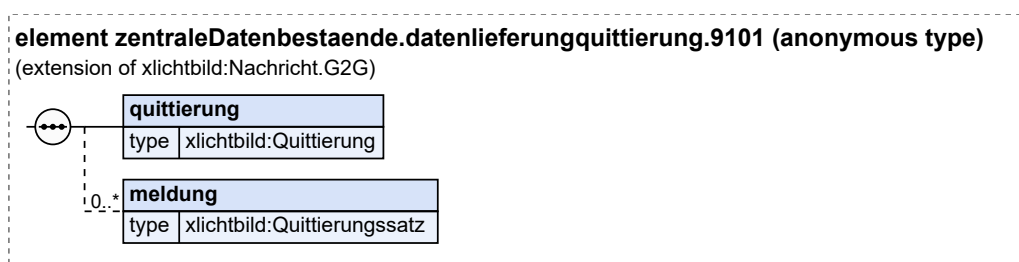 element zentraleDatenbestaende.datenlieferungquittierung.9101 (anonymous type)
(extension of xlichtbild:Nachricht.G2G)
quittierung
type xlichtbild:Quittierung
0..* meldung
type xlichtbild:Quittierungssatz